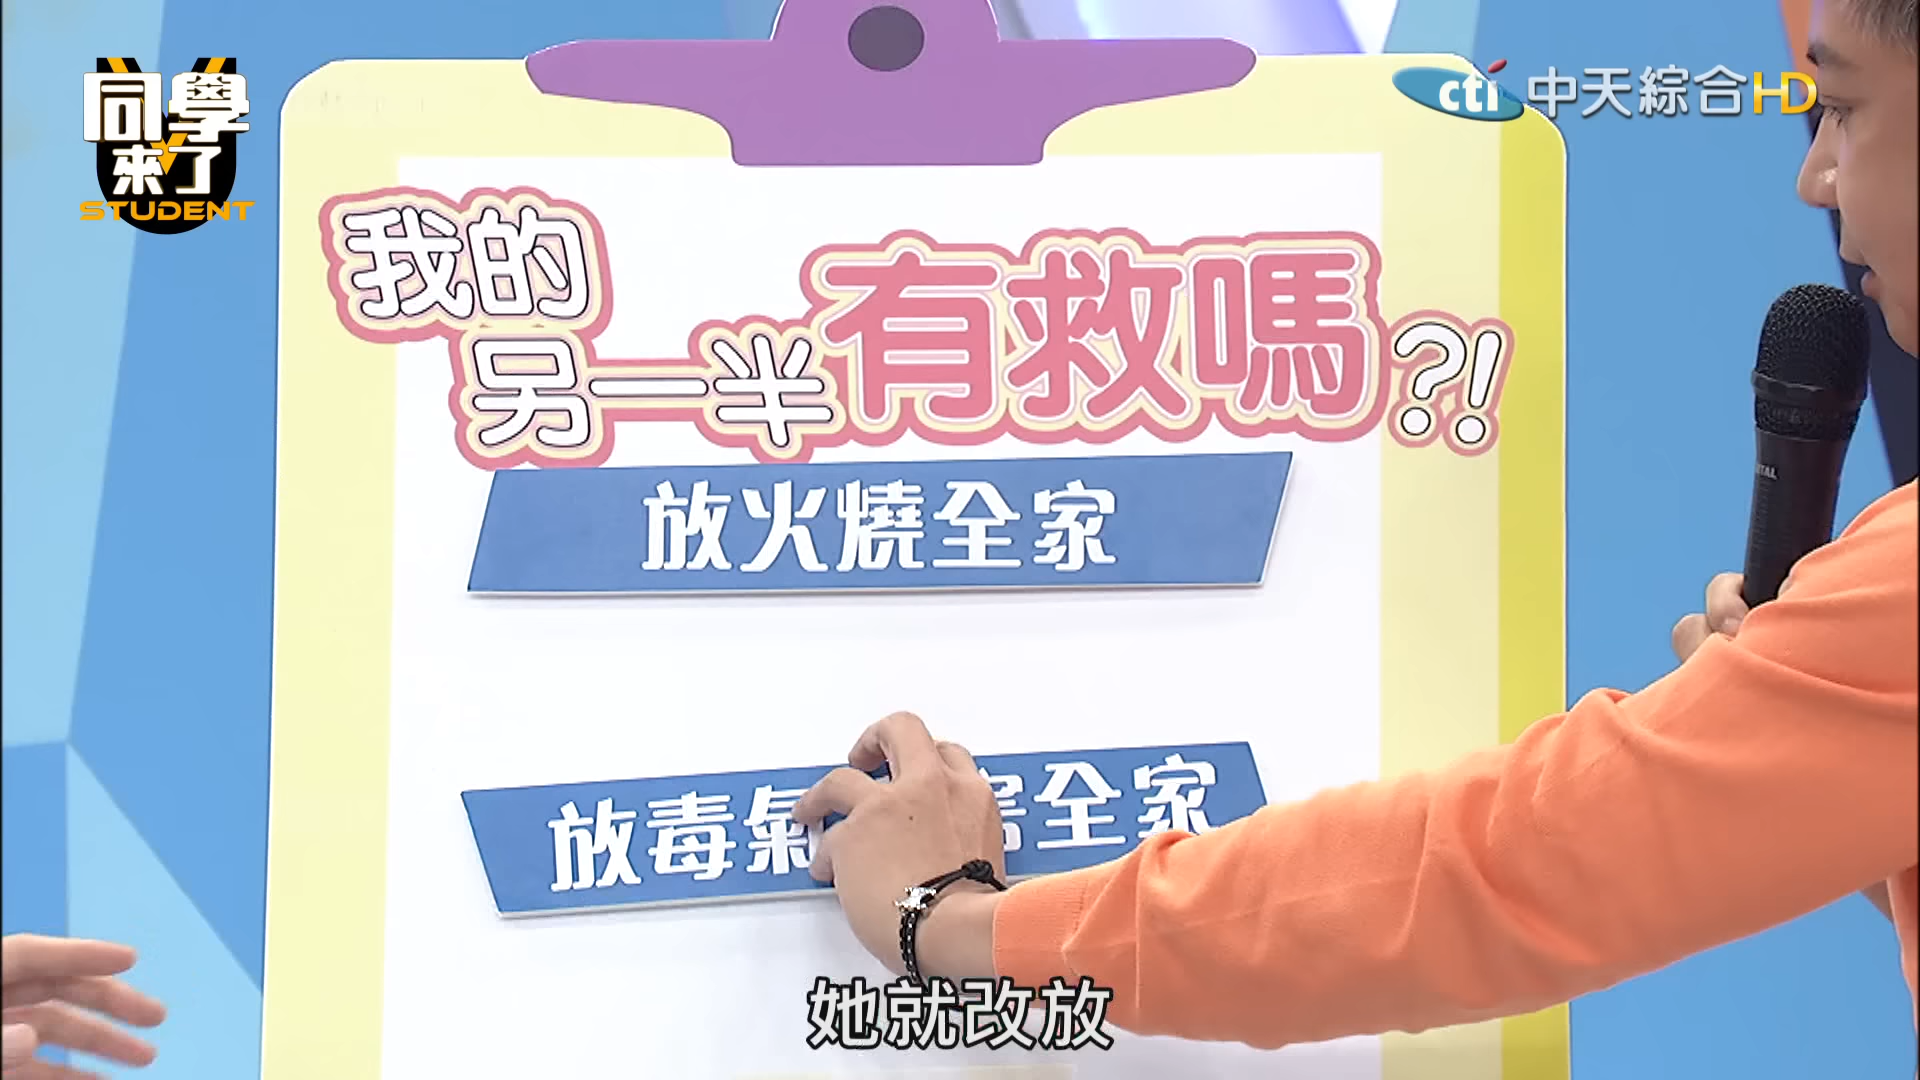 同學
來了
STUDENT
cti 中天綜合HD
我的
另一半有救嗎?!
放火燒全家
放毒氣害全家
她就改放